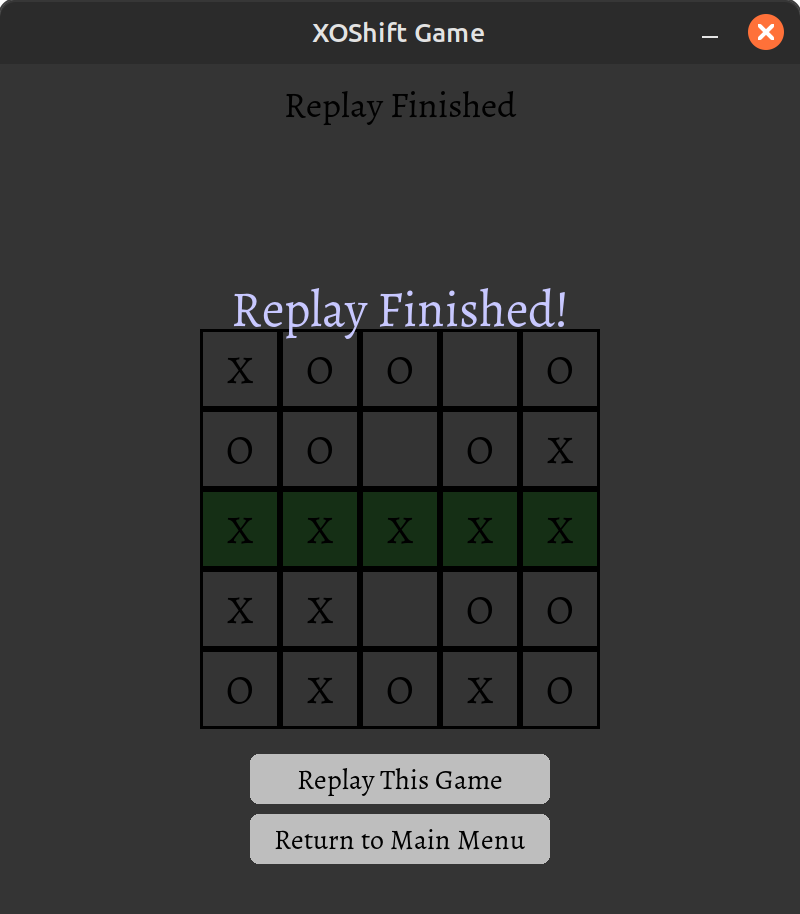 XOShift Game
Replay Finished
Replay Finished!
X O O O
O O O X
X X X X X
X X O O
O X O X O
Replay This Game
Return to Main Menu